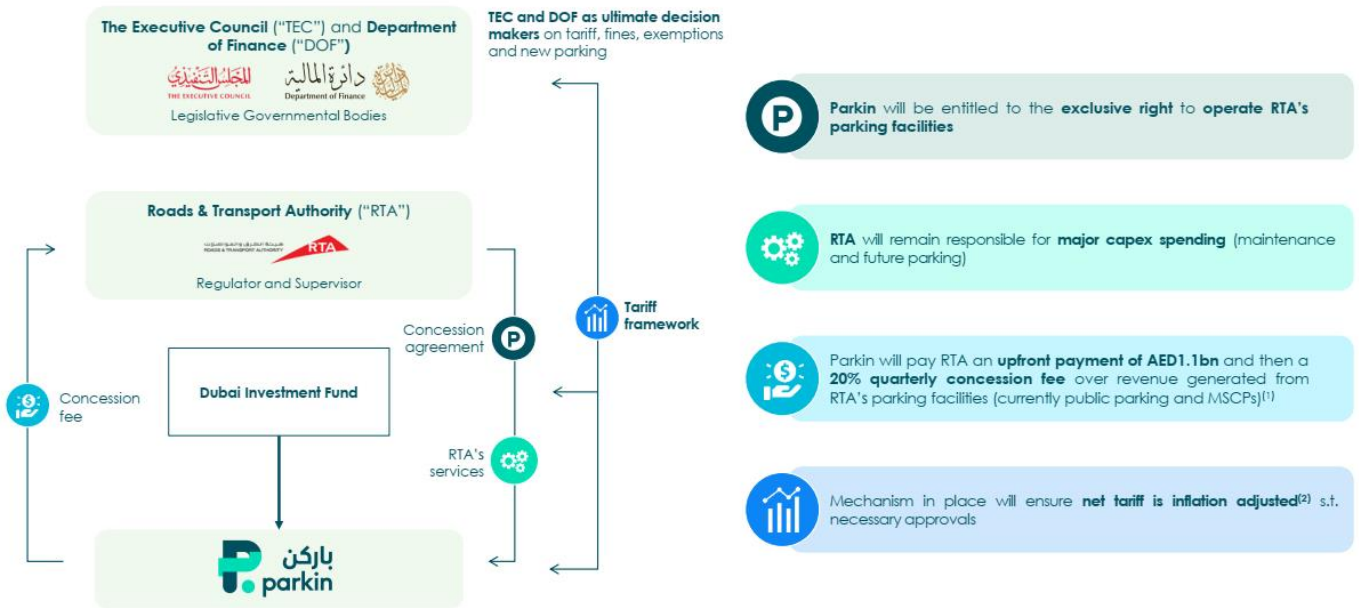 The Executive Council (“TEC”) and Department
of Finance (“DOF”)
المجلس التنفيذي
THE EXECUTIVE COUNCIL
دائرة المالية
Department of Finance
Legislative Governmental Bodies
TEC and DOF as ultimate decision
makers on tariff, fines, exemptions
and new parking
Roads & Transport Authority (“RTA”)
ROADS & TRANSPORT AUTHORITY
RTA
Regulator and Supervisor
Concession
agreement
Tariff
framework
Dubai Investment Fund
Concession
fee
RTA’s
services
باركن
parkin
Parkin will be entitled to the exclusive right to operate RTA’s
parking facilities
RTA will remain responsible for major capex spending (maintenance
and future parking)
Parkin will pay RTA an upfront payment of AED1.1bn and then a
20% quarterly concession fee over revenue generated from
RTA’s parking facilities (currently public parking and MSCPs)(1)
Mechanism in place will ensure net tariff is inflation adjusted(2) s.t.
necessary approvals